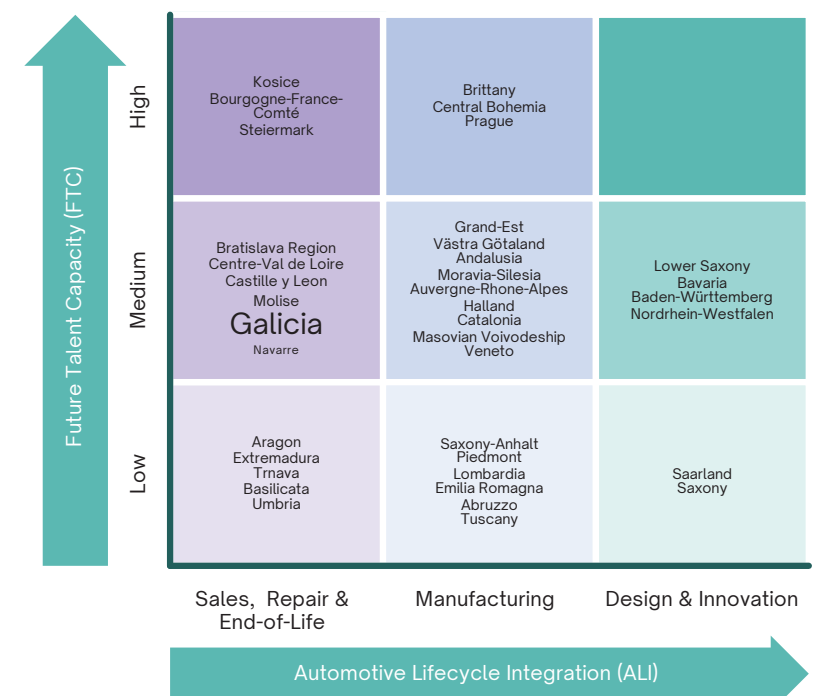 Future Talent Capacity (FTC)
High
Kosice
Bourgogne-France-
Comté
Steiermark
Brittany
Central Bohemia
Prague
Medium
Bratislava Region
Centre-Val de Loire
Castille y Leon
Molise
Galicia
Navarre
Grand-Est
Västra Götaland
Andalusia
Moravia-Silesia
Auvergne-Rhone-Alpes
Halland
Catalonia
Masovian Voivodeship
Veneto
Lower Saxony
Bavaria
Baden-Württemberg
Nordrhein-Westfalen
Low
Aragon
Extremadura
Trnava
Basilicata
Umbria
Saxony-Anhalt
Piedmont
Lombardia
Emilia Romagna
Abruzzo
Tuscany
Saarland
Saxony
Sales, Repair &
End-of-Life
Manufacturing
Design & Innovation
Automotive Lifecycle Integration (ALI)